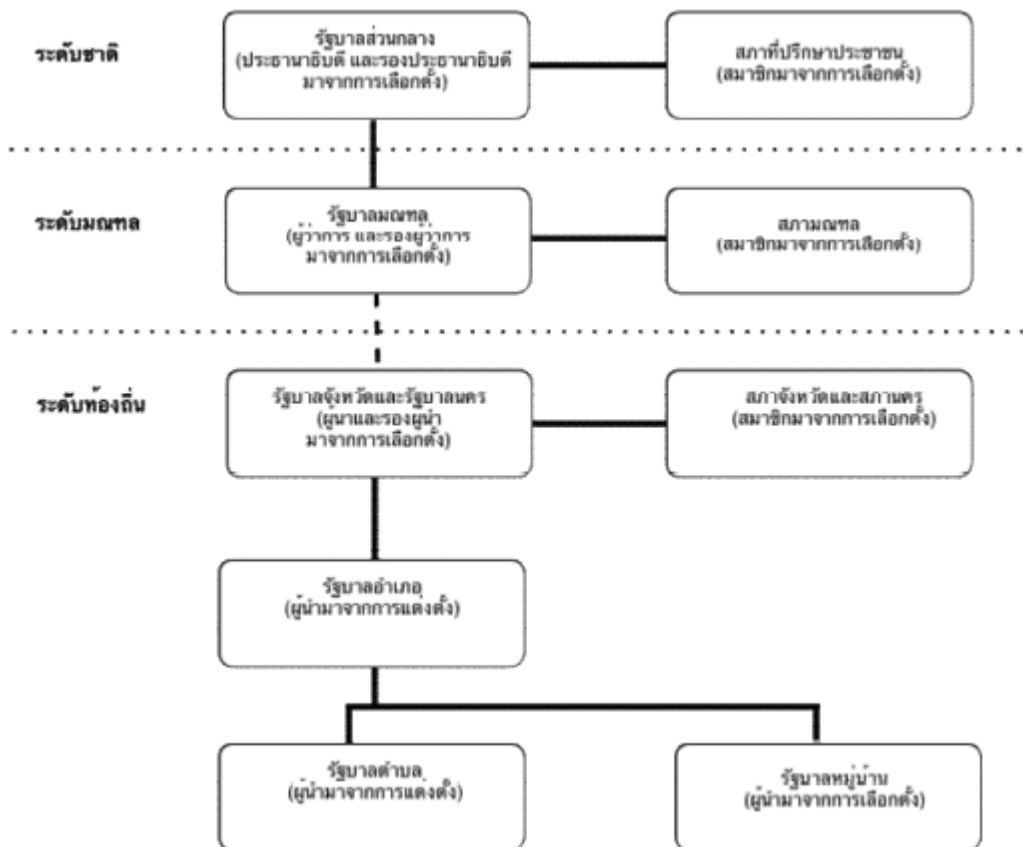 ระดับชาติ
รัฐบาลส่วนกลาง
(ประธานาธิบดี และรองประธานาธิบดี
มาจากการเลือกตั้ง)
สภาที่ปรึกษาประชาชน
(สมาชิกมาจากการเลือกตั้ง)
ระดับมณฑล
รัฐบาลมณฑล
(ผู้ว่าการ และรองผู้ว่าการ
มาจากการเลือกตั้ง)
สภามณฑล
(สมาชิกมาจากการเลือกตั้ง)
ระดับท้องถิ่น
รัฐบาลจังหวัดและรัฐบาลนคร
(ผู้นำและรองผู้นำ
มาจากการเลือกตั้ง)
สภาจังหวัดและสภานคร
(สมาชิกมาจากการเลือกตั้ง)
รัฐบาลอำเภอ
(ผู้นำมาจากการแต่งตั้ง)
รัฐบาลตำบล
(ผู้นำมาจากการแต่งตั้ง)
รัฐบาลหมู่บ้าน
(ผู้นำมาจากการเลือกตั้ง)